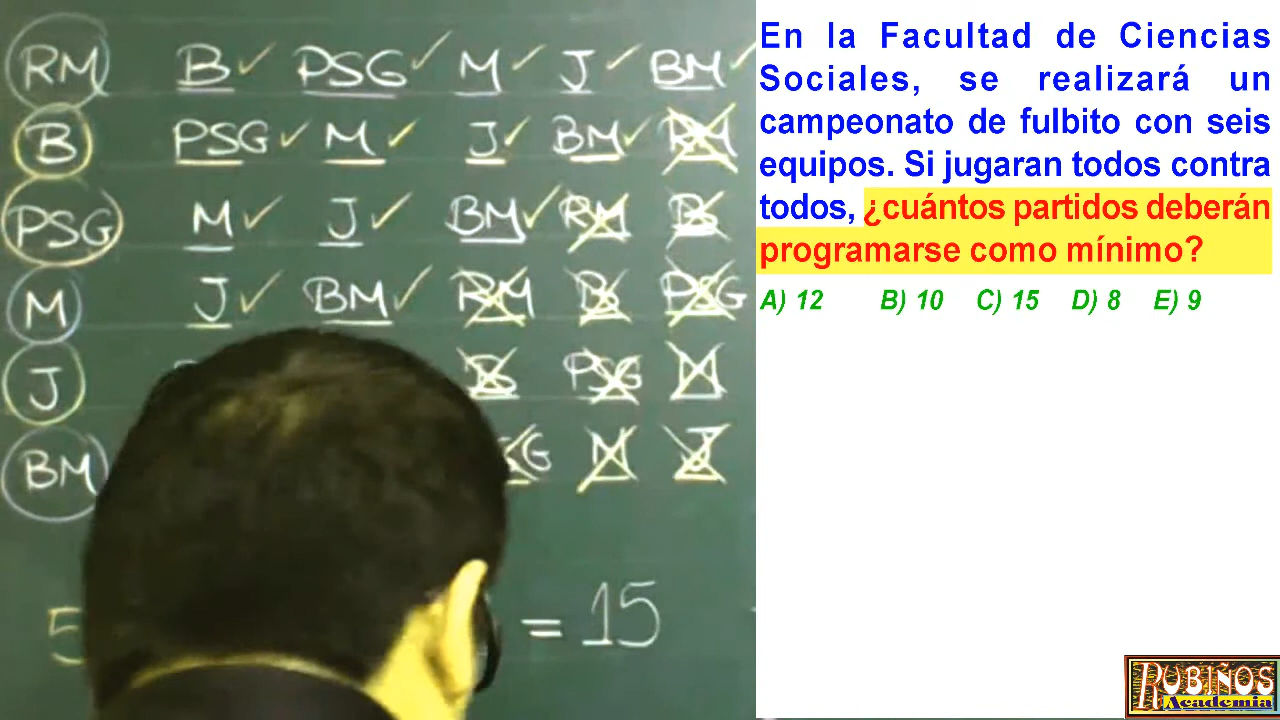 RM B PSG M J BM
B PSG M J BM RM
PSG M J BM RM B
M J BM RM B PSG
J B PSG M
BM G M J
5 = 15
En la Facultad de Ciencias
Sociales, se realizará un
campeonato de fulbito con seis
equipos. Si jugaran todos contra
todos, ¿cuántos partidos deberán
programarse como mínimo?
A) 12 B) 10 C) 15 D) 8 E) 9
RUBIÑOS
Academia